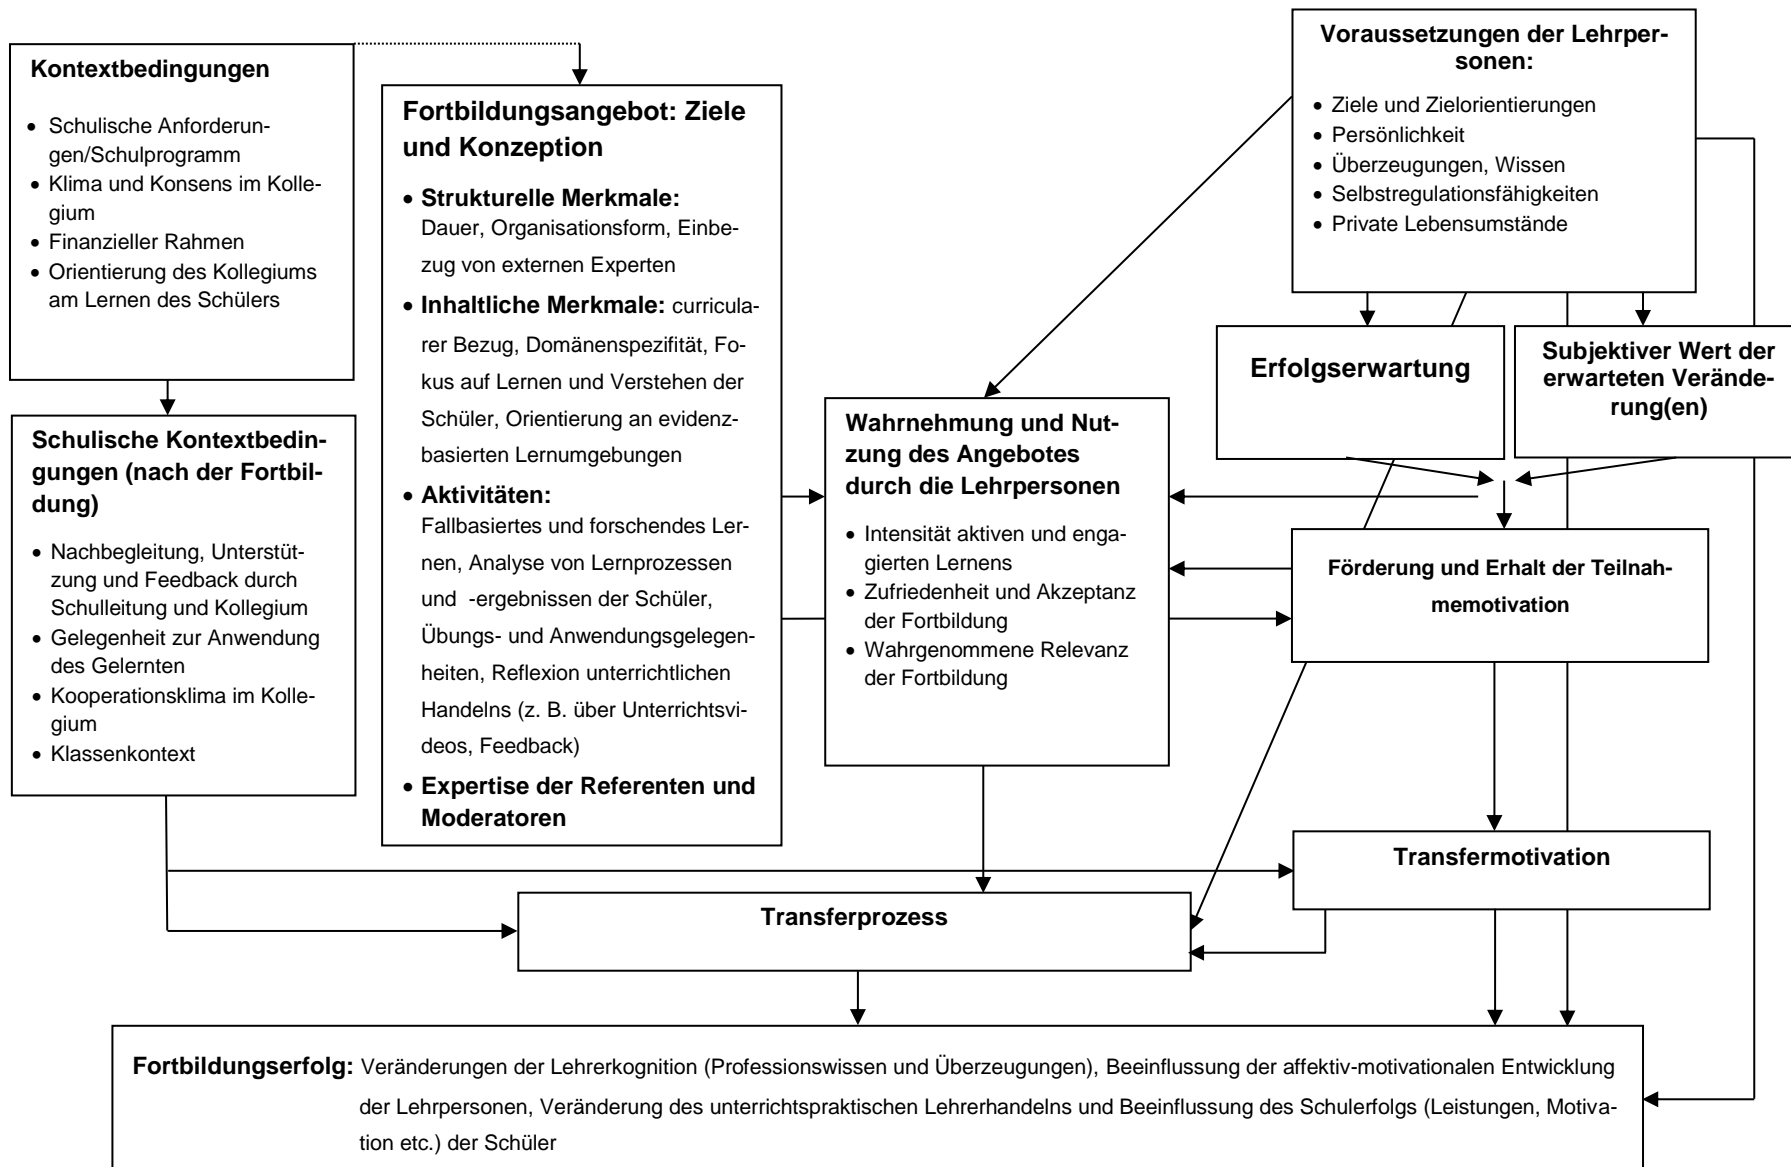 Kontextbedingungen
• Schulische Anforderun-
gen/Schulprogramm
• Klima und Konsens im Kolle-
gium
• Finanzieller Rahmen
• Orientierung des Kollegiums
am Lernen des Schülers
Schulische Kontextbedin-
gungen (nach der Fortbil-
dung)
• Nachbegleitung, Unterstüt-
zung und Feedback durch
Schulleitung und Kollegium
• Gelegenheit zur Anwendung
des Gelernten
• Kooperationsklima im Kolle-
gium
• Klassenkontext
Fortbildungsangebot: Ziele
und Konzeption
• Strukturelle Merkmale:
Dauer, Organisationsform, Einbe-
zug von externen Experten
• Inhaltliche Merkmale: curricula-
rer Bezug, Domänenspezifität, Fo-
kus auf Lernen und Verstehen der
Schüler, Orientierung an evidenz-
basierten Lernumgebungen
• Aktivitäten:
Fallbasiertes und forschendes Ler-
nen, Analyse von Lernprozessen
und -ergebnissen der Schüler,
Übungs- und Anwendungsgelegen-
heiten, Reflexion unterrichtlichen
Handelns (z. B. über Unterrichtsvi-
deos, Feedback)
• Expertise der Referenten und
Moderatoren
Wahrnehmung und Nut-
zung des Angebotes
durch die Lehrpersonen
• Intensität aktiven und enga-
gierten Lernens
• Zufriedenheit und Akzeptanz
der Fortbildung
• Wahrgenommene Relevanz
der Fortbildung
Voraussetzungen der Lehrper-
sonen:
• Ziele und Zielorientierungen
• Persönlichkeit
• Überzeugungen, Wissen
• Selbstregulationsfähigkeiten
• Private Lebensumstände
Erfolgserwartung
Subjektiver Wert der
erwarteten Verände-
rung(en)
Förderung und Erhalt der Teilnah-
memotivation
Transfermotivation
Transferprozess
Fortbildungserfolg: Veränderungen der Lehrerkognition (Professionswissen und Überzeugungen), Beeinflussung der affektiv-motivationalen Entwicklung
der Lehrpersonen, Veränderung des unterrichtspraktischen Lehrerhandelns und Beeinflussung des Schulerfolgs (Leistungen, Motiva-
tion etc.) der Schüler